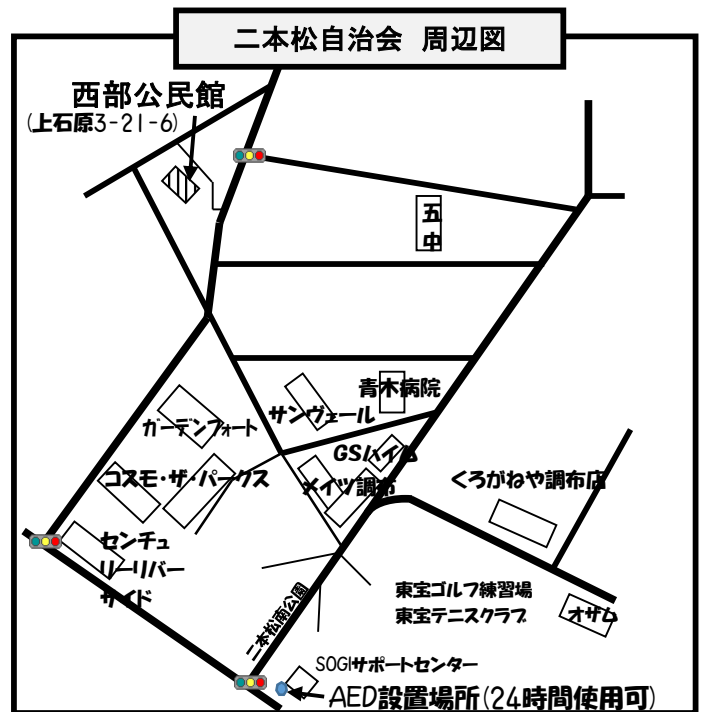 二本松自治会 周辺図
西部公民館
(上石原3-21-6)
五
中
青木病院
サンヴェール
ガーデンフォート
GSハイム
コスモ・ザ・パークス
メイツ調布
くろがねや調布店
センチュ
リーリバー
サイド
東宝ゴルフ練習場
東宝テニスクラブ
オザム
二本松南公園
SOGIサポートセンター
AED設置場所(24時間使用可)